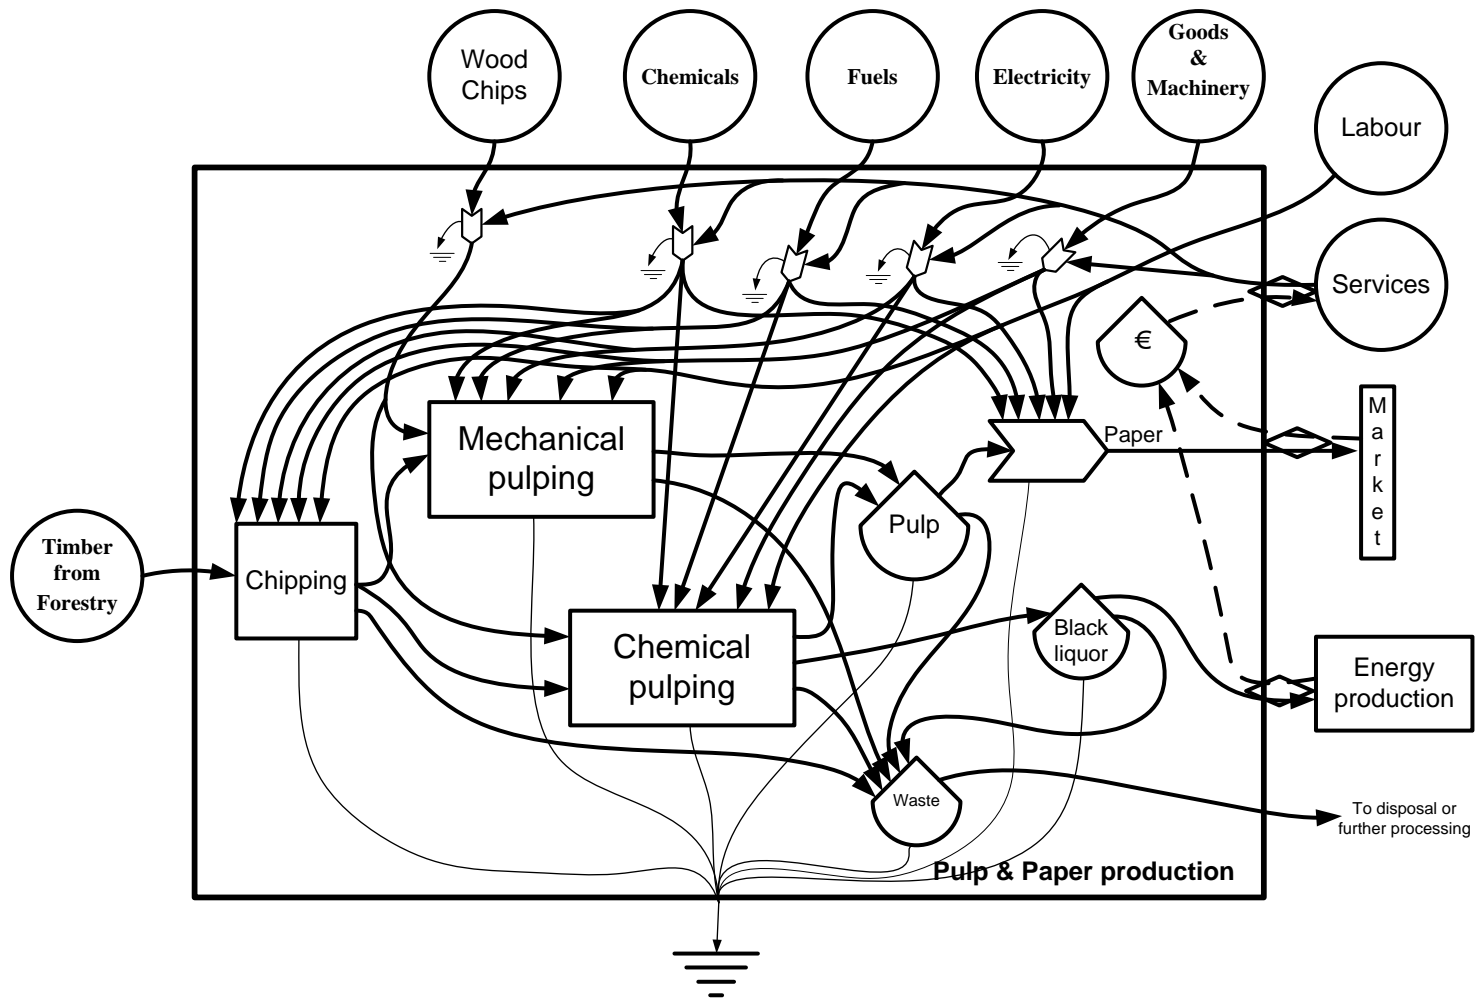 Wood
Chips
Chemicals
Fuels
Electricity
Goods
&
Machinery
Labour
Services
€
Market
Paper
Mechanical
pulping
Pulp
Timber
from
Forestry
Chipping
Chemical
pulping
Black
liquor
Energy
production
Waste
To disposal or
further processing
Pulp & Paper production